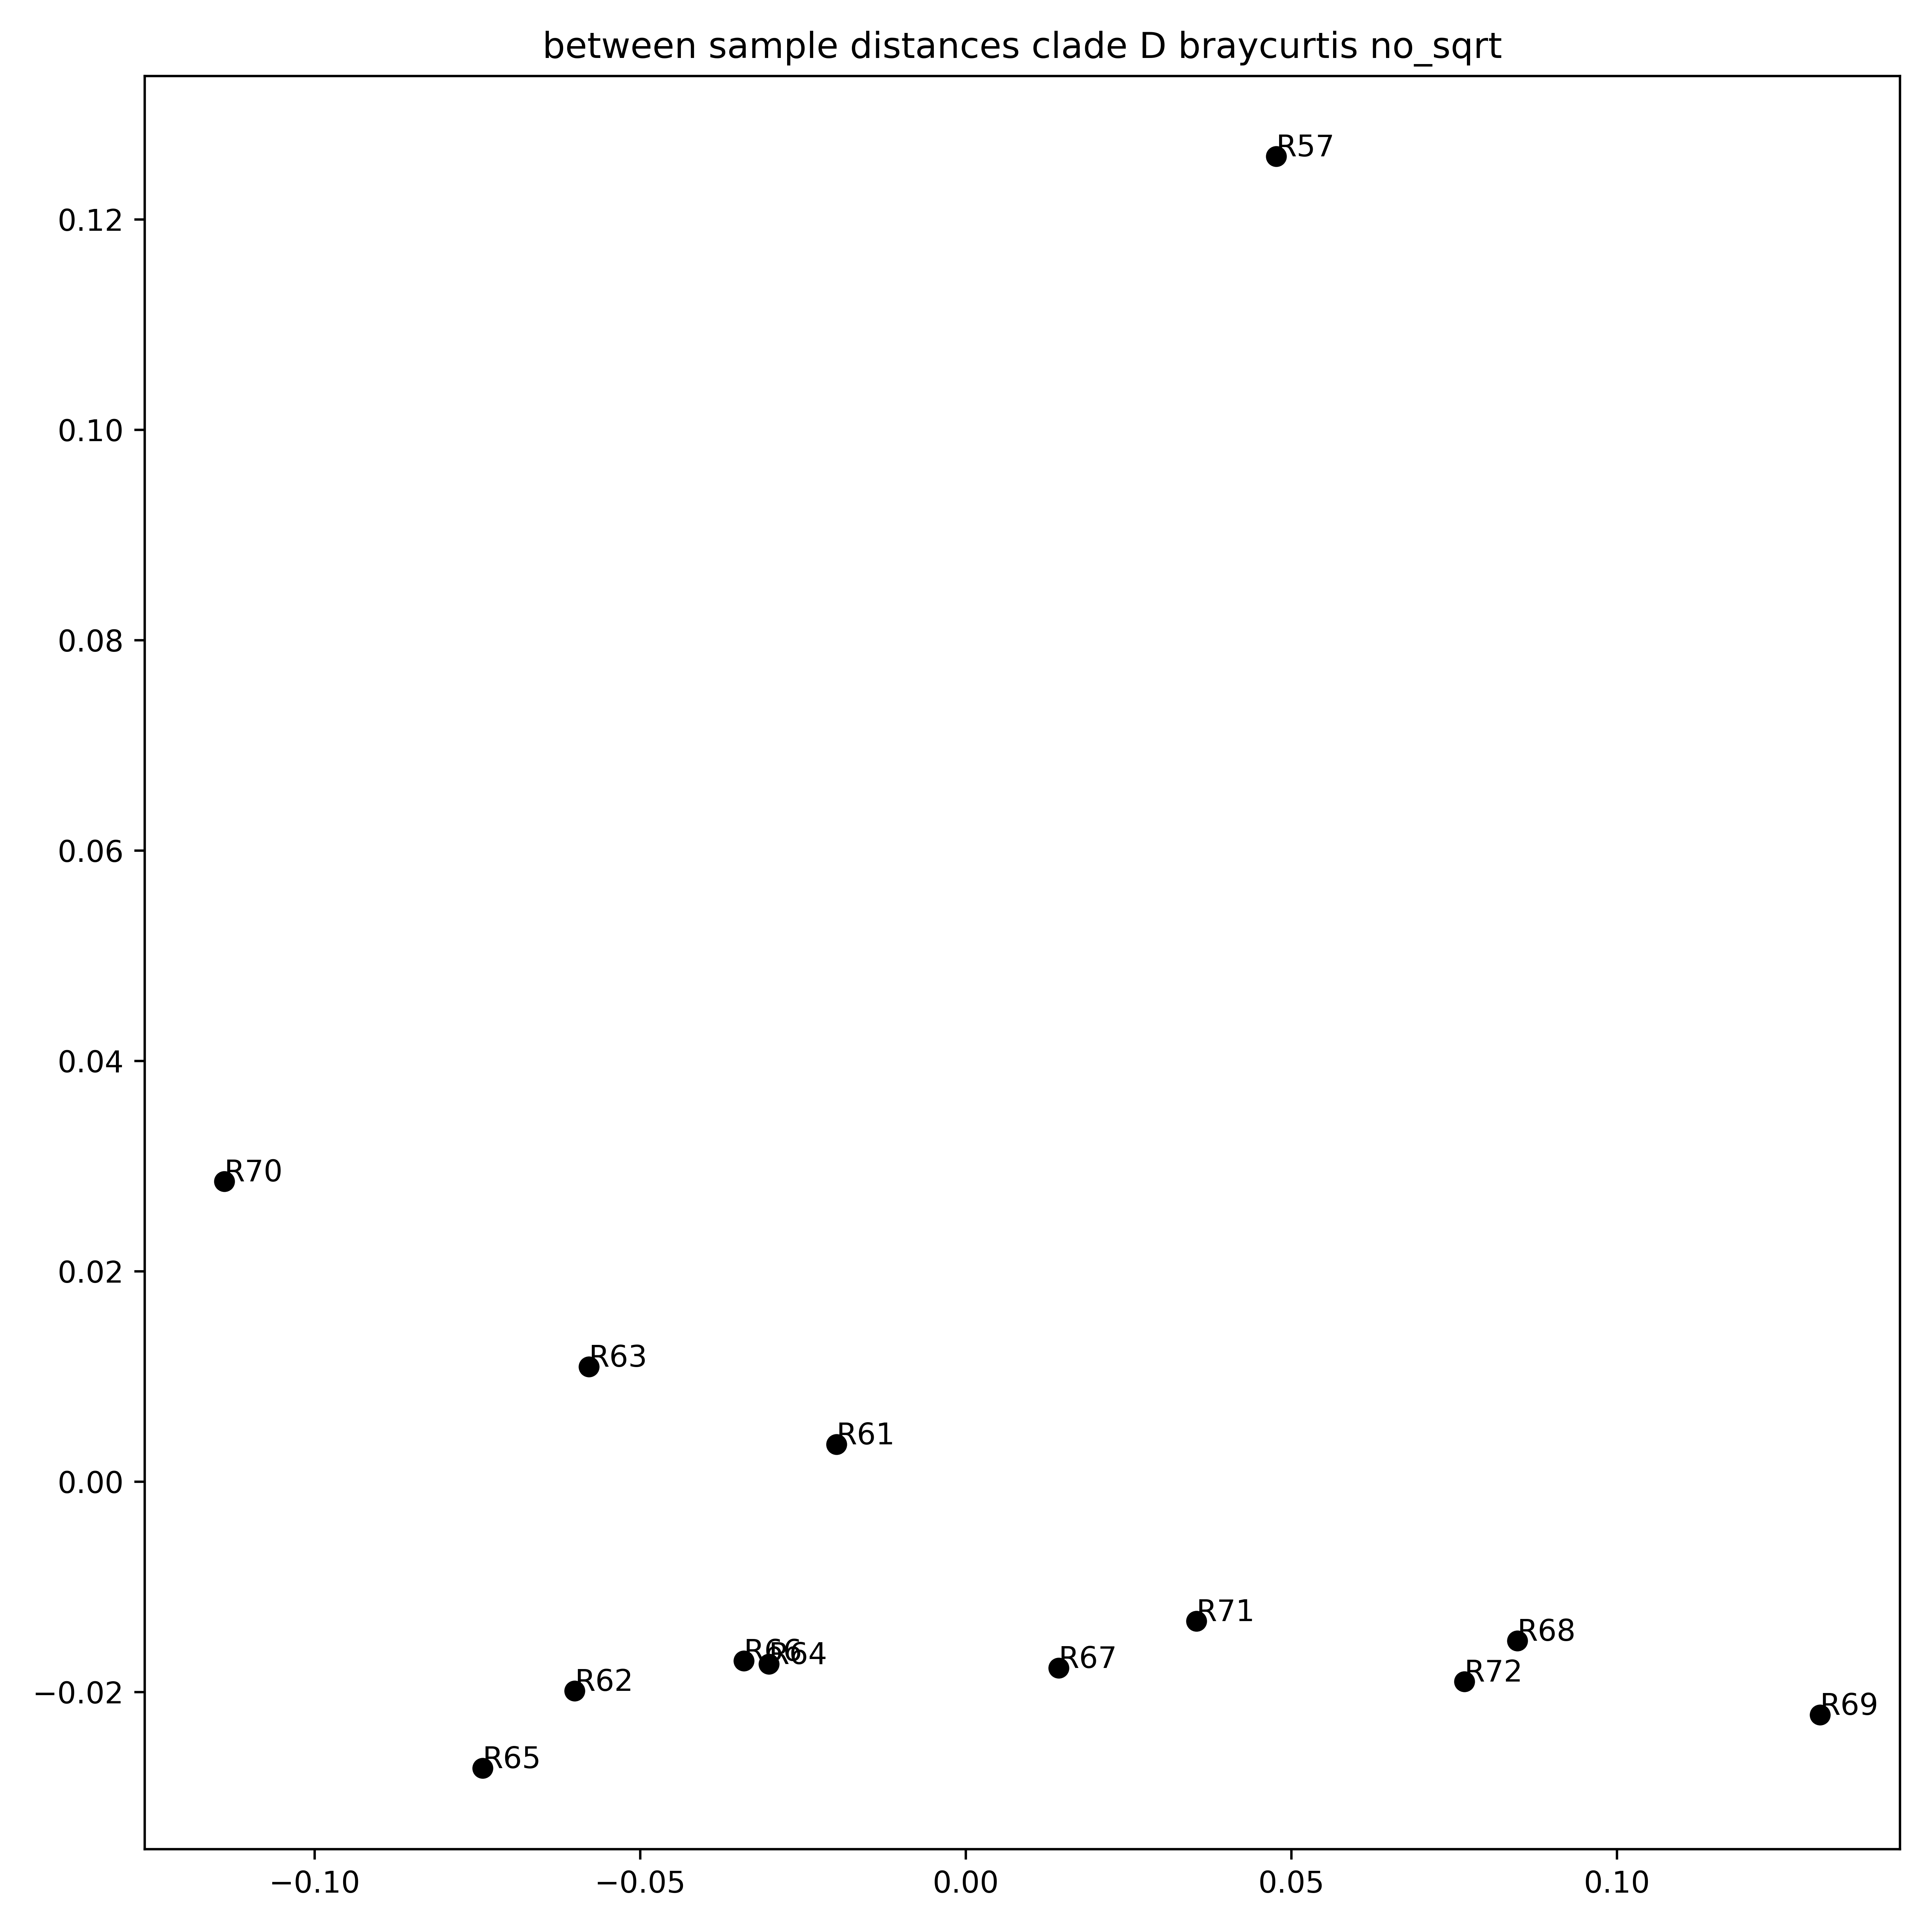 between sample distances clade D braycurtis no_sqrt
R57
0.12
0.10
0.08
0.06
0.04
R70
0.02
R63
R61
0.00
R71
R68
R66
R64
R67
R72
R62
−0.02
R69
R65
−0.10
−0.05
0.00
0.05
0.10